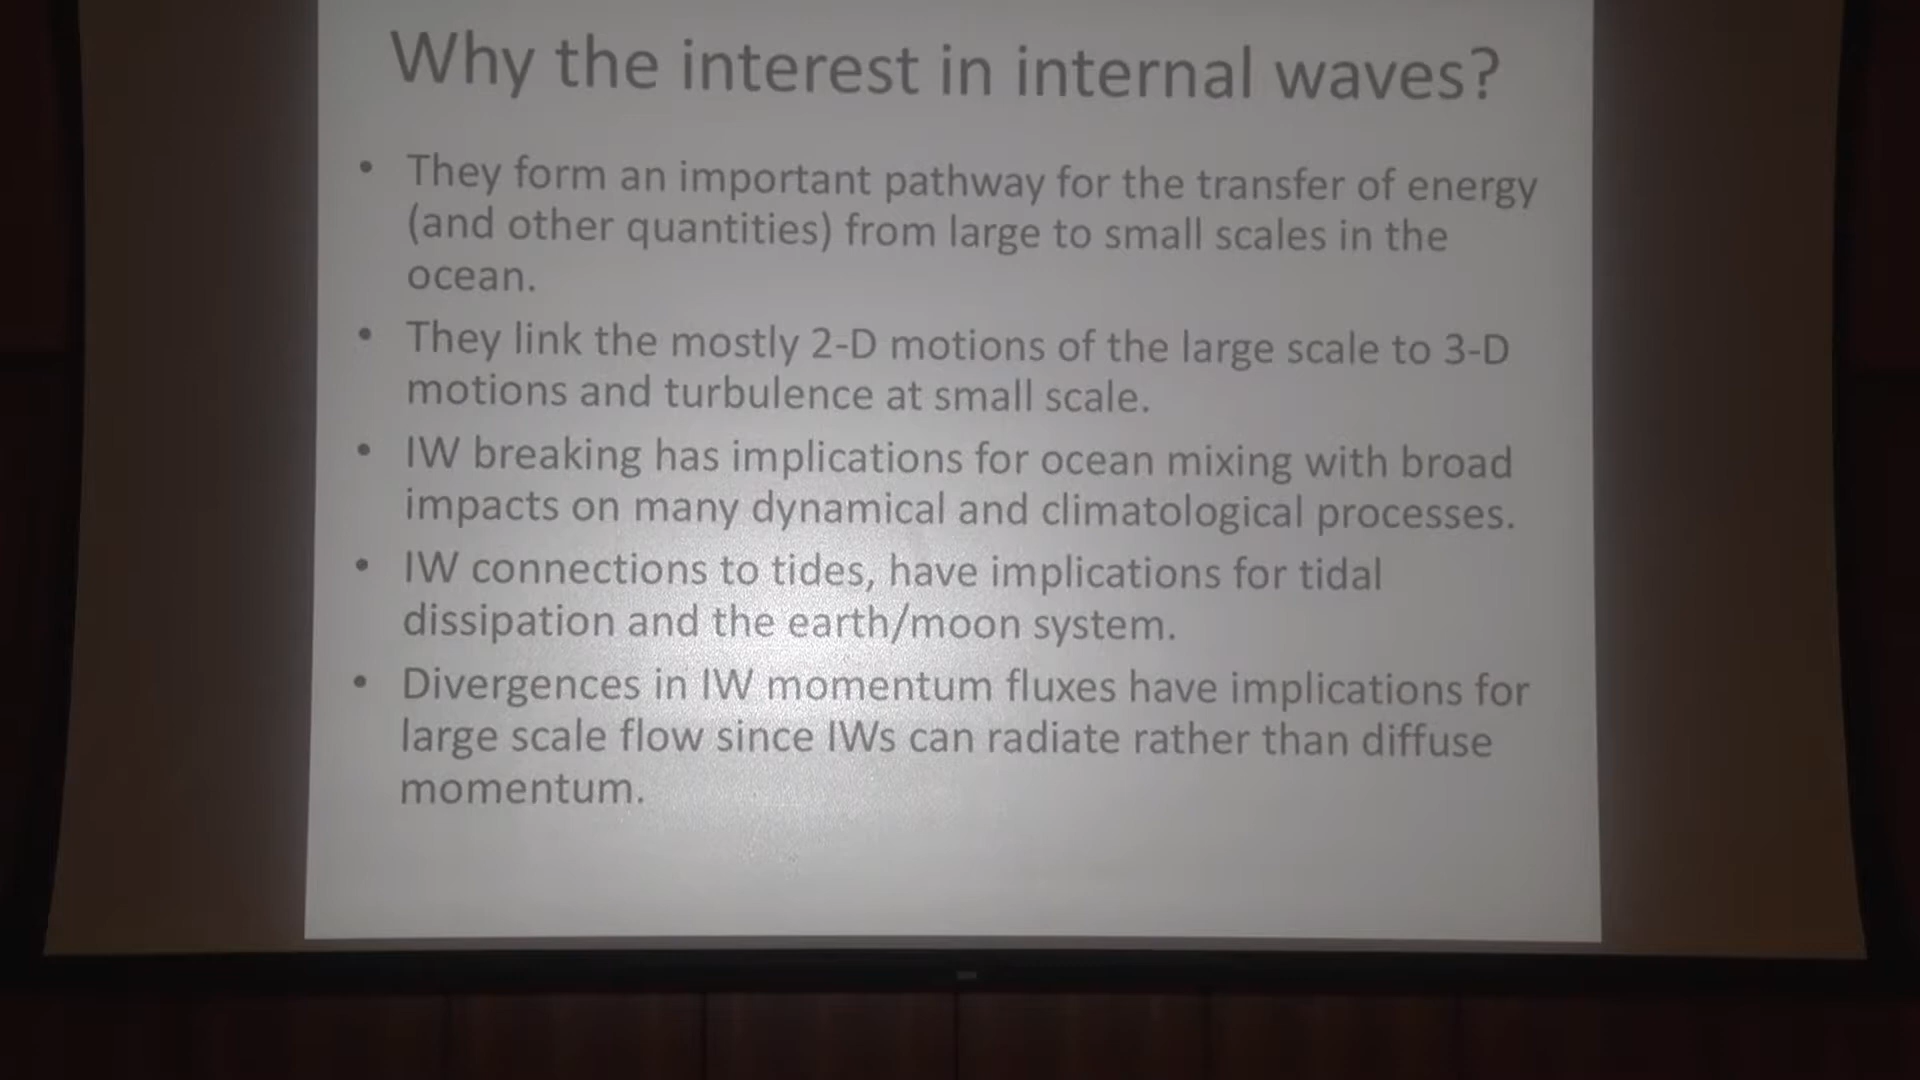 Why the interest in internal waves?
• They form an important pathway for the transfer of energy
(and other quantities) from large to small scales in the
ocean.
• They link the mostly 2-D motions of the large scale to 3-D
motions and turbulence at small scale.
• IW breaking has implications for ocean mixing with broad
impacts on many dynamical and climatological processes.
• IW connections to tides, have implications for tidal
dissipation and the earth/moon system.
• Divergences in IW momentum fluxes have implications for
large scale flow since IWs can radiate rather than diffuse
momentum.